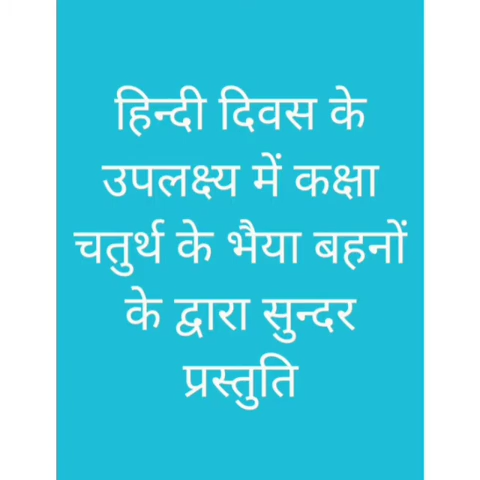 हिन्दी दिवस के
उपलक्ष्य में कक्षा
चतुर्थ के भैया बहनों
के द्वारा सुन्दर
प्रस्तुति